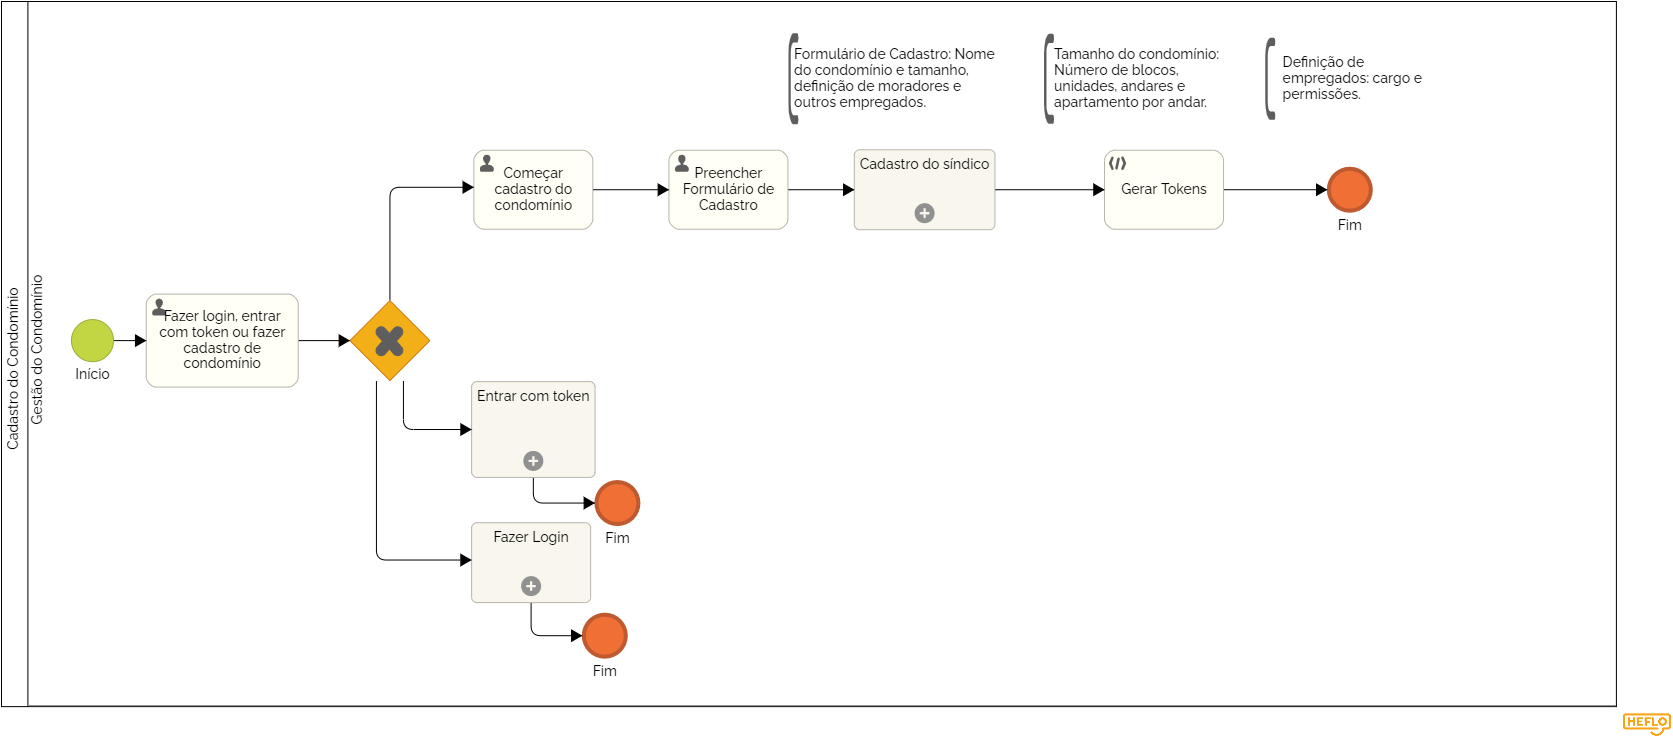 Cadastro do Condomínio
Gestão do Condomínio
Formulário de Cadastro: Nome
do condomínio e tamanho,
definição de moradores e
outros empregados.
Tamanho do condomínio:
Número de blocos,
unidades, andares e
apartamento por andar.
Definição de
empregados: cargo e
permissões.
Começar
cadastro do
condomínio
Preencher
Formulário de
Cadastro
Cadastro do síndico
Gerar Tokens
Fim
Início
Fazer login, entrar
com token ou fazer
cadastro de
condomínio
Entrar com token
Fim
Fazer Login
Fim
HEFLO